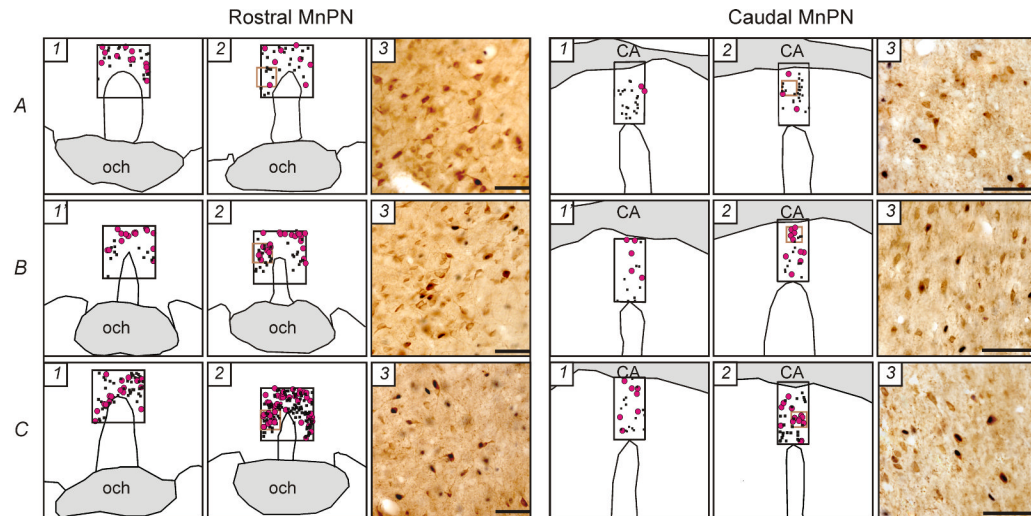 Rostral MnPN Caudal MnPN
1 2 3 1 2 3
CA CA
A
och och
1' 2 3 1' 2 3
CA CA
B
och och
1 2 3 1 2 3
CA CA
C
och och